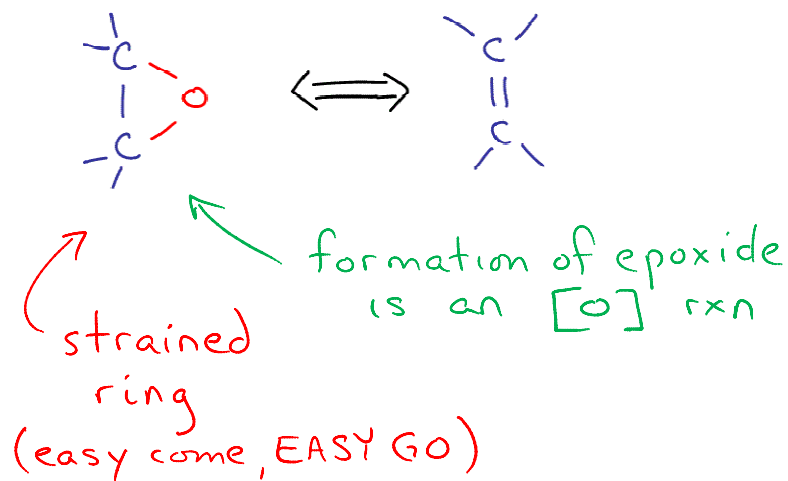 C
O
C
C
C
formation of epoxide
is an [O] rxn
strained
ring
(easy come, EASY GO)